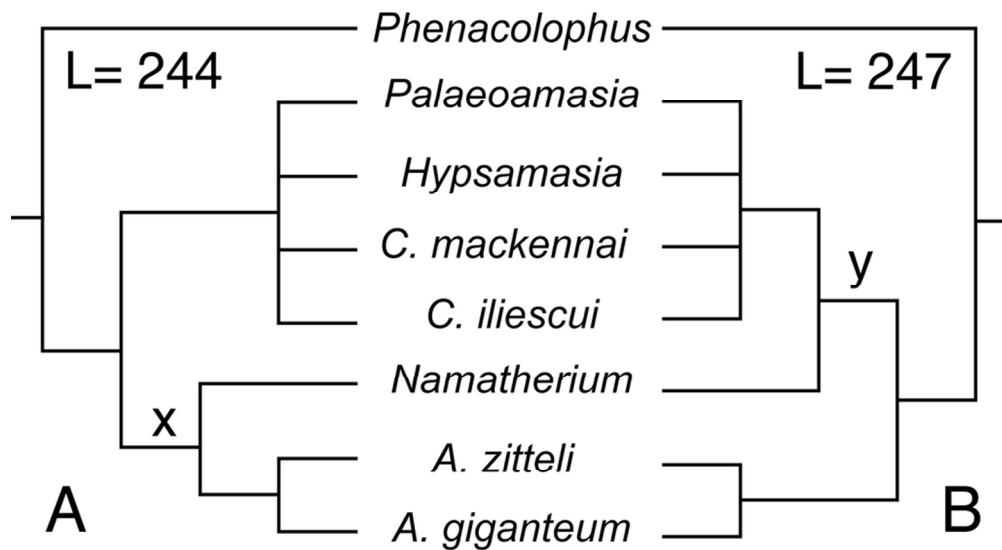 Phenacolophus
L= 244
L= 247
Palaeoamasia
Hypsamasia
C. mackennai
C. iliescui
y
Namatherium
x
A. zitteli
A
B
A. giganteum